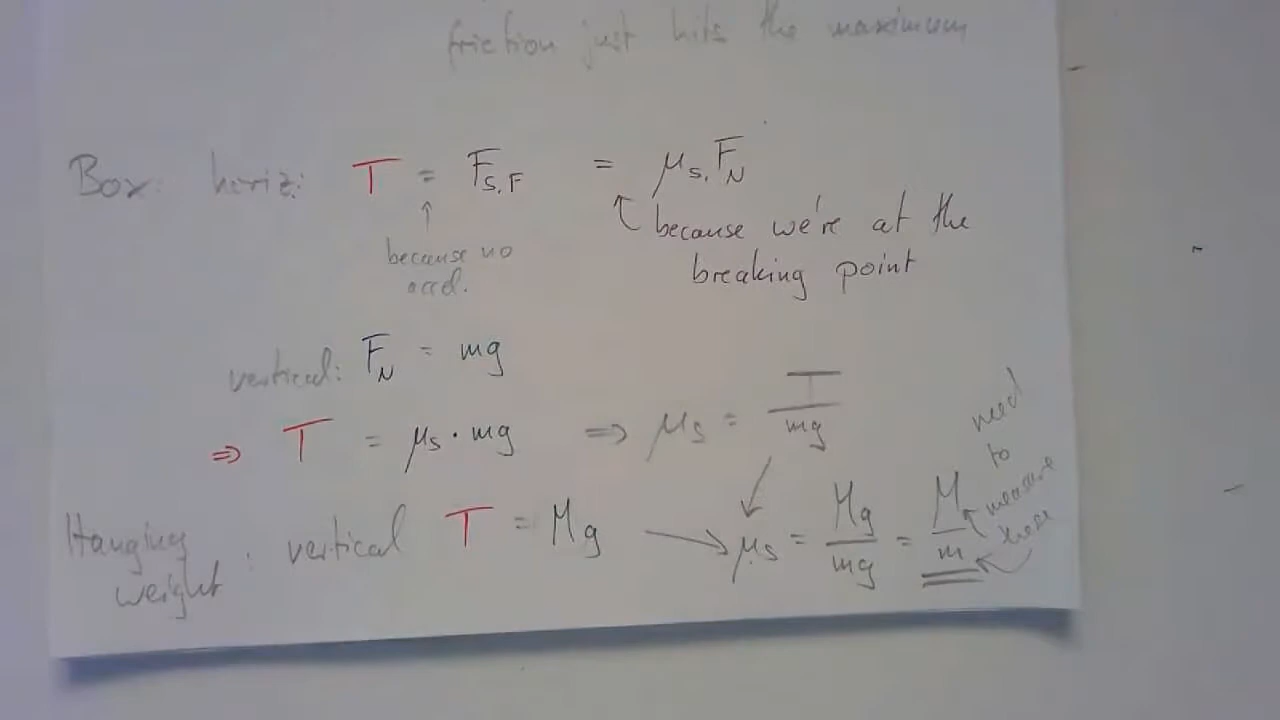 friction just hits the maximum
Box: horiz: T = F_S,F = μ_s · F_N
↑ because no accel.
↖ because we're at the
breaking point
vertical: F_N = mg
⇒ T = μ_s · mg ⇒ μ_s = T/mg
Hanging weight : vertical T = Mg → μ_s = Mg/mg = M/m
need
to
measure
these